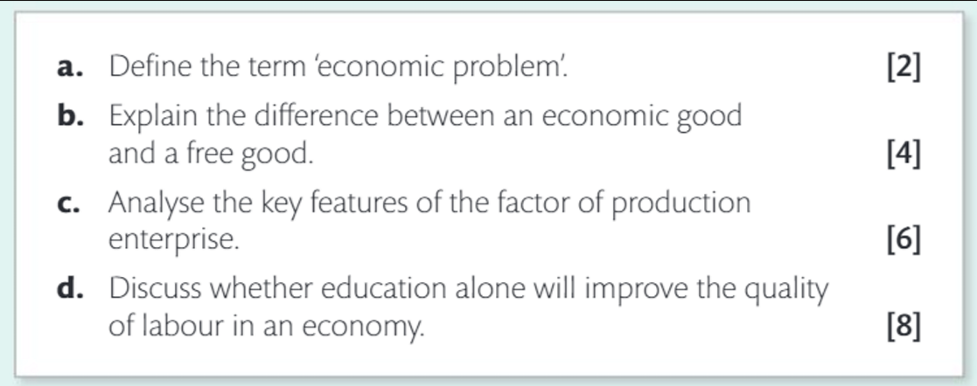 a. Define the term ‘economic problem’. [2]
b. Explain the difference between an economic good
and a free good. [4]
c. Analyse the key features of the factor of production
enterprise. [6]
d. Discuss whether education alone will improve the quality
of labour in an economy. [8]